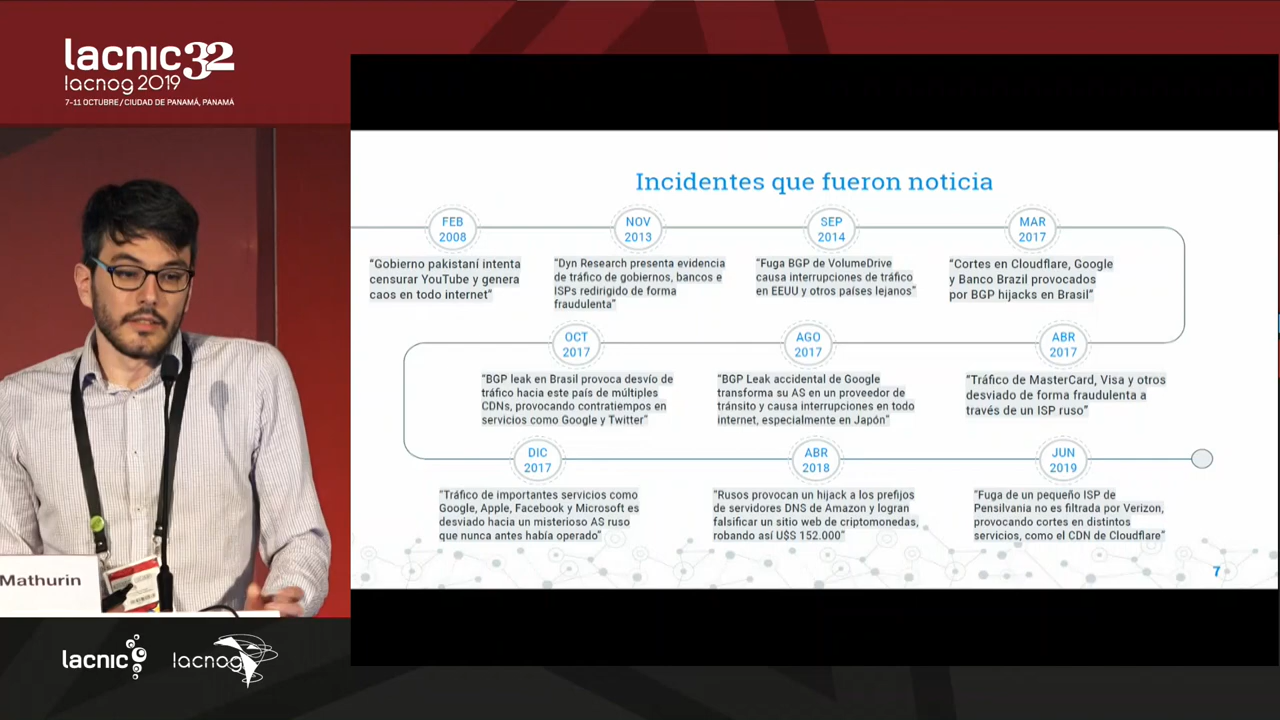 lacnic32
lacnog 2019
7-11 OCTUBRE / CIUDAD DE PANAMÁ, PANAMÁ
Incidentes que fueron noticia
FEB
2008
“Gobierno pakistaní intenta
censurar YouTube y genera
caos en todo internet”
NOV
2013
“Dyn Research presenta evidencia
de tráfico de gobiernos, bancos e
ISPs redirigido de forma
fraudulenta”
SEP
2014
“Fuga BGP de VolumeDrive
causa interrupciones de tráfico
en EEUU y otros países lejanos”
MAR
2017
“Cortes en Cloudflare, Google
y Banco Brazil provocados
por BGP hijacks en Brasil”
OCT
2017
“BGP leak en Brasil provoca desvío de
tráfico hacia este país de múltiples
CDNs, provocando contratiempos en
servicios como Google y Twitter”
AGO
2017
“BGP Leak accidental de Google
transforma su AS en un proveedor de
tránsito y causa interrupciones en todo
internet, especialmente en Japón”
ABR
2017
“Tráfico de MasterCard, Visa y otros
desviado de forma fraudulenta a
través de un ISP ruso”
DIC
2017
“Tráfico de importantes servicios como
Google, Apple, Facebook y Microsoft es
desviado hacia un misterioso AS ruso
que nunca antes había operado”
ABR
2018
“Rusos provocan un hijack a los prefijos
de servidores DNS de Amazon y logran
falsificar un sitio web de criptomonedas,
robando así U$S 152.000”
JUN
2019
“Fuga de un pequeño ISP de
Pensilvania no es filtrada por Verizon,
provocando cortes en distintos
servicios, como el CDN de Cloudflare”
7
Mathurin
lacnic
lacnog